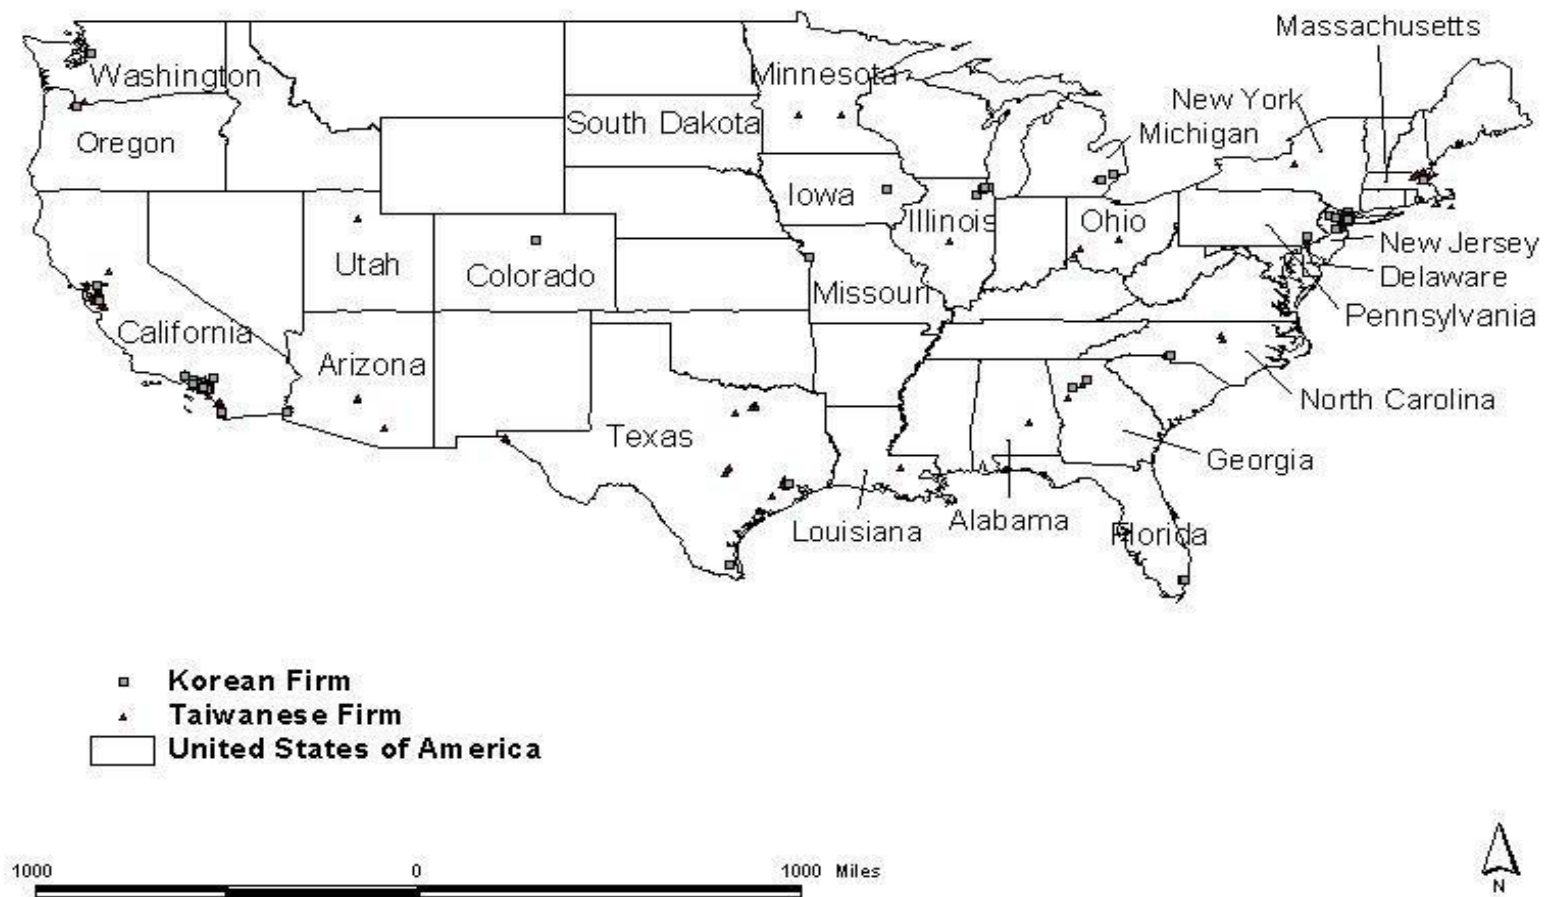 Massachusetts
Washington
Minnesota
New York
South Dakota
Michigan
Oregon
Iowa
Illinois
Ohio
New Jersey
Utah
Colorado
Delaware
Missouri
Pennsylvania
California
Arizona
North Carolina
Texas
Georgia
Louisiana
Alabama
Florida
Korean Firm
Taiwanese Firm
United States of America
1000 0 1000 Miles
N